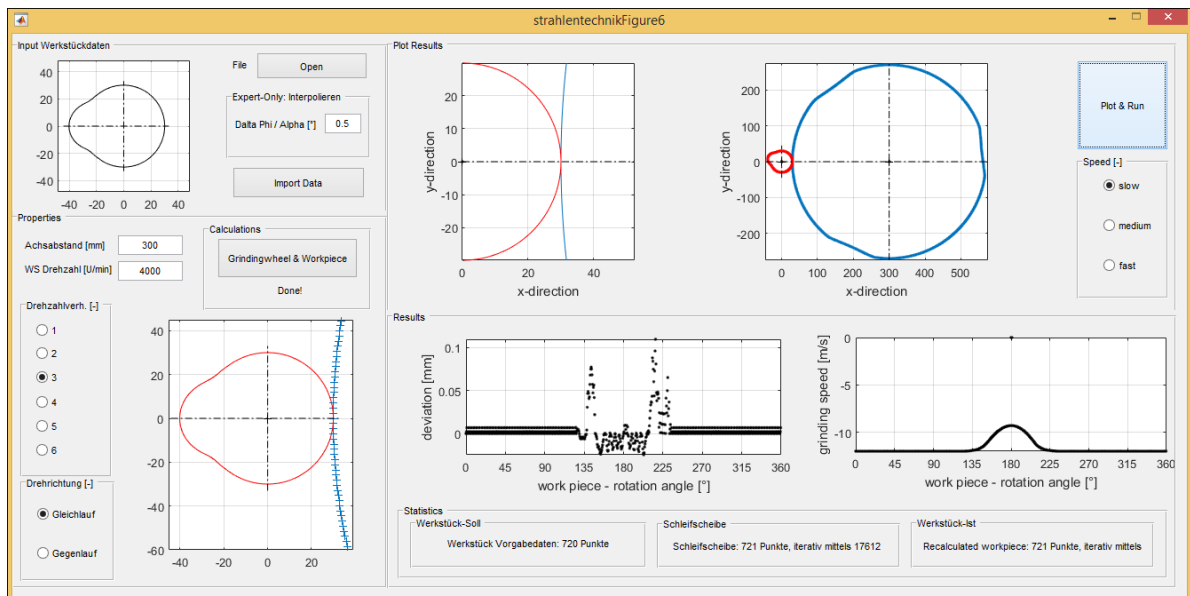 strahlentechnikFigure6
Input Werkstückdaten
40
20
0
-20
-40
-40 -20 0 20 40
File Open
Expert-Only: Interpolieren
Dalta Phi / Alpha [°] 0.5
Import Data
Properties
Achsabstand [mm] 300
WS Drehzahl [U/min] 4000
Calculations
Grindingwheel & Workpiece
Done!
Drehzahlverh. [-]
1
2
3
4
5
6
Drehrichtung [-]
Gleichlauf
Gegenlauf
40
20
0
-20
-40
-60
-40 -20 0 20
Plot Results
y-direction
20
10
0
-10
-20
0 20 40
x-direction
y-direction
200
100
0
-100
-200
0 100 200 300 400 500
x-direction
Plot & Run
Speed [-]
slow
medium
fast
Results
deviation [mm]
0.1
0.05
0
0 45 90 135 180 225 270 315 360
work piece - rotation angle [°]
grinding speed [m/s]
0
-5
-10
0 45 90 135 180 225 270 315 360
work piece - rotation angle [°]
Statistics
Werkstück-Soll
Werkstück Vorgabedaten: 720 Punkte
Schleifscheibe
Schleifscheibe: 721 Punkte, iterativ mittels 17612
Werkstück-Ist
Recalculated workpiece: 721 Punkte, iterativ mittels